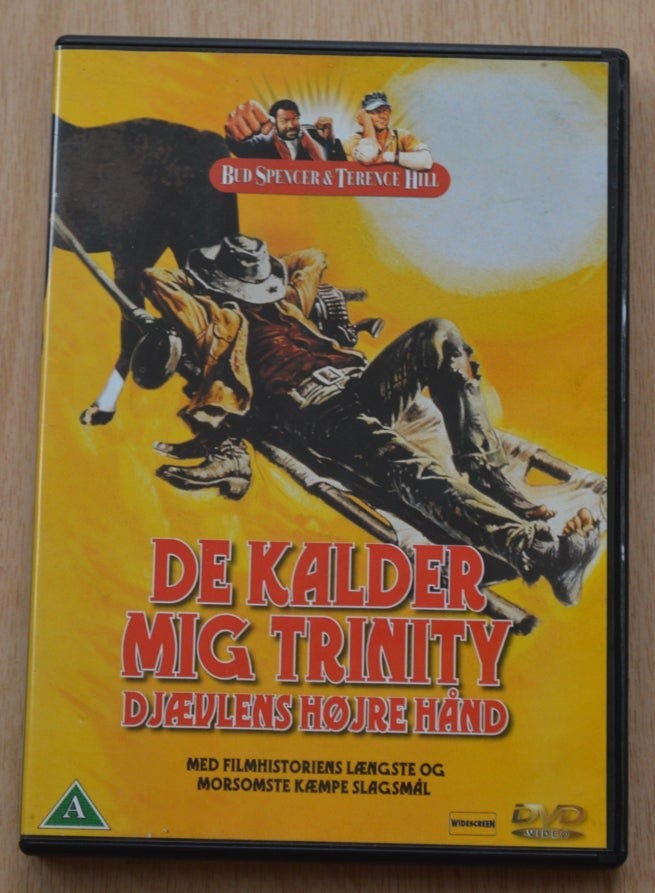 BUD SPENCER & TERENCE HILL
DE KALDER
MIG TRINITY
DJÆVLENS HØJRE HÅND
MED FILMHISTORIENS LÆNGSTE OG
MORSOMSTE KÆMPE SLAGSMÅL
A
WIDESCREEN
DVD
VIDEO